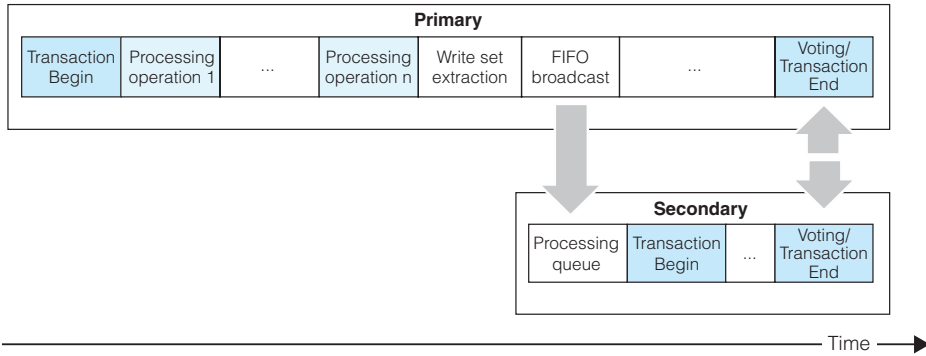 Primary
Transaction
Begin
Processing
operation 1
...
Processing
operation n
Write set
extraction
FIFO
broadcast
...
Voting/
Transaction
End
Secondary
Processing
queue
Transaction
Begin
...
Voting/
Transaction
End
Time